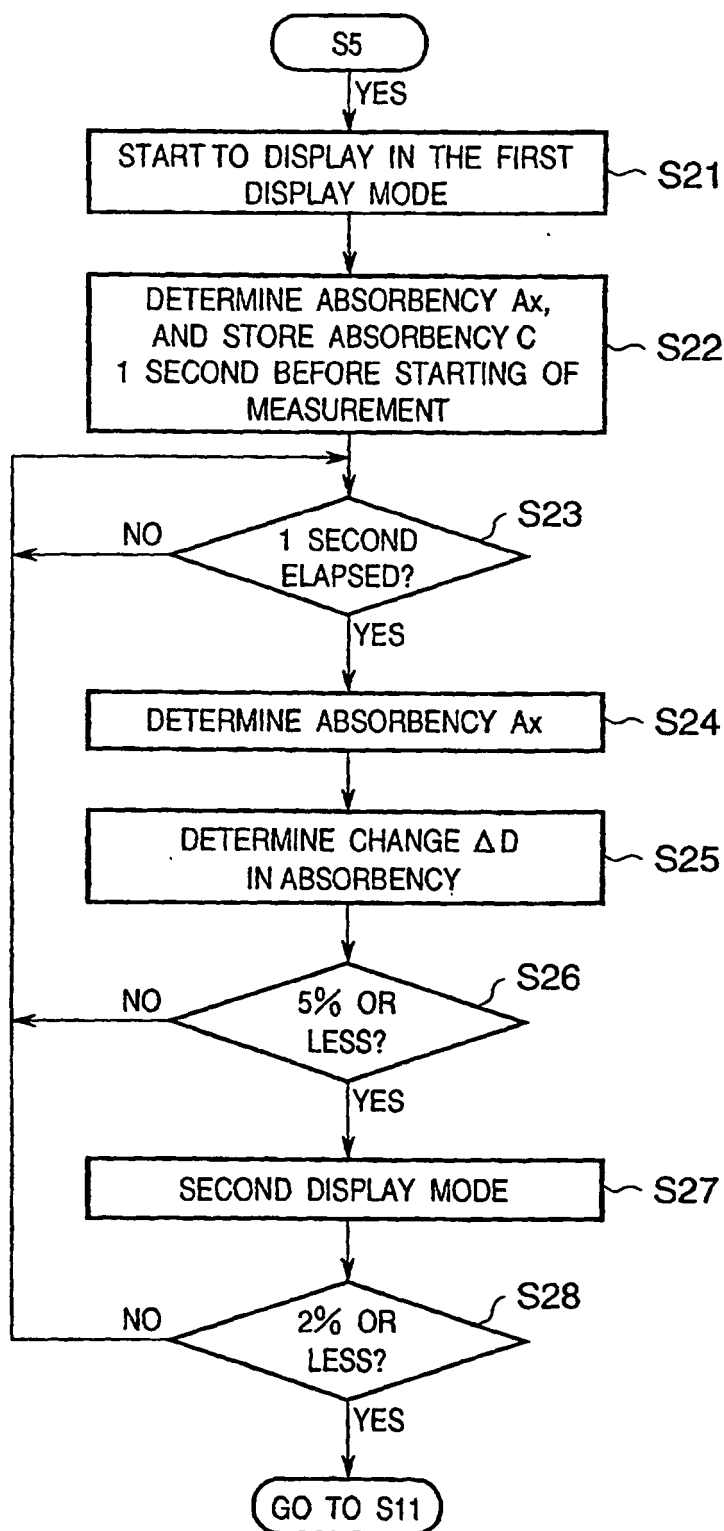 S5
YES
START TO DISPLAY IN THE FIRST
DISPLAY MODE
S21
DETERMINE ABSORBENCY Ax,
AND STORE ABSORBENCY C
1 SECOND BEFORE STARTING OF
MEASUREMENT
S22
S23
NO
1 SECOND
ELAPSED?
YES
DETERMINE ABSORBENCY Ax
S24
DETERMINE CHANGE ΔD
IN ABSORBENCY
S25
S26
NO
5% OR
LESS?
YES
SECOND DISPLAY MODE
S27
S28
NO
2% OR
LESS?
YES
GO TO S11